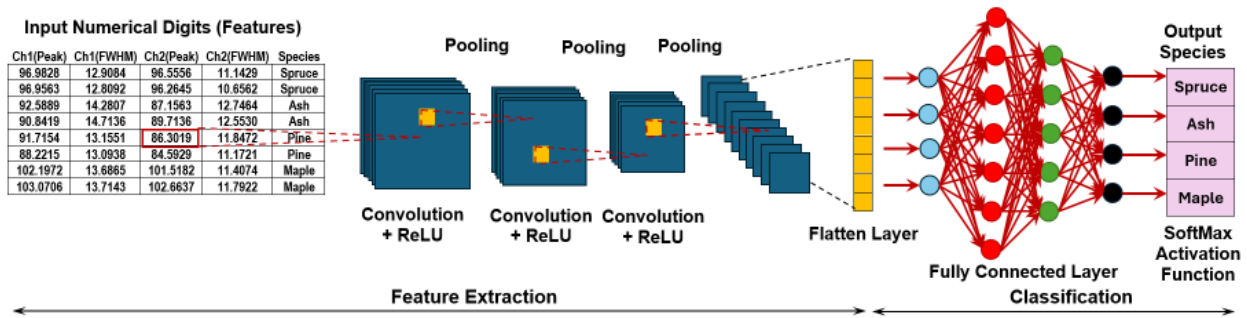 Input Numerical Digits (Features)
Ch1(Peak) Ch1(FWHM) Ch2(Peak) Ch2(FWHM) Species
96.9828 12.9084 96.5556 11.1429 Spruce
96.9563 12.8092 96.2645 10.6562 Spruce
92.5889 14.2807 87.1563 12.7464 Ash
90.8419 14.7136 89.7136 12.5530 Ash
91.7154 13.1551 86.3019 11.8472 Pine
88.2215 13.0938 84.5929 11.1721 Pine
102.1972 13.6865 101.5182 11.4074 Maple
103.0706 13.7143 102.6637 11.7922 Maple
Pooling
Pooling
Pooling
Convolution
+ ReLU
Convolution
+ ReLU
Convolution
+ ReLU
Flatten Layer
Fully Connected Layer
Output
Species
Spruce
Ash
Pine
Maple
SoftMax
Activation
Function
Feature Extraction
Classification